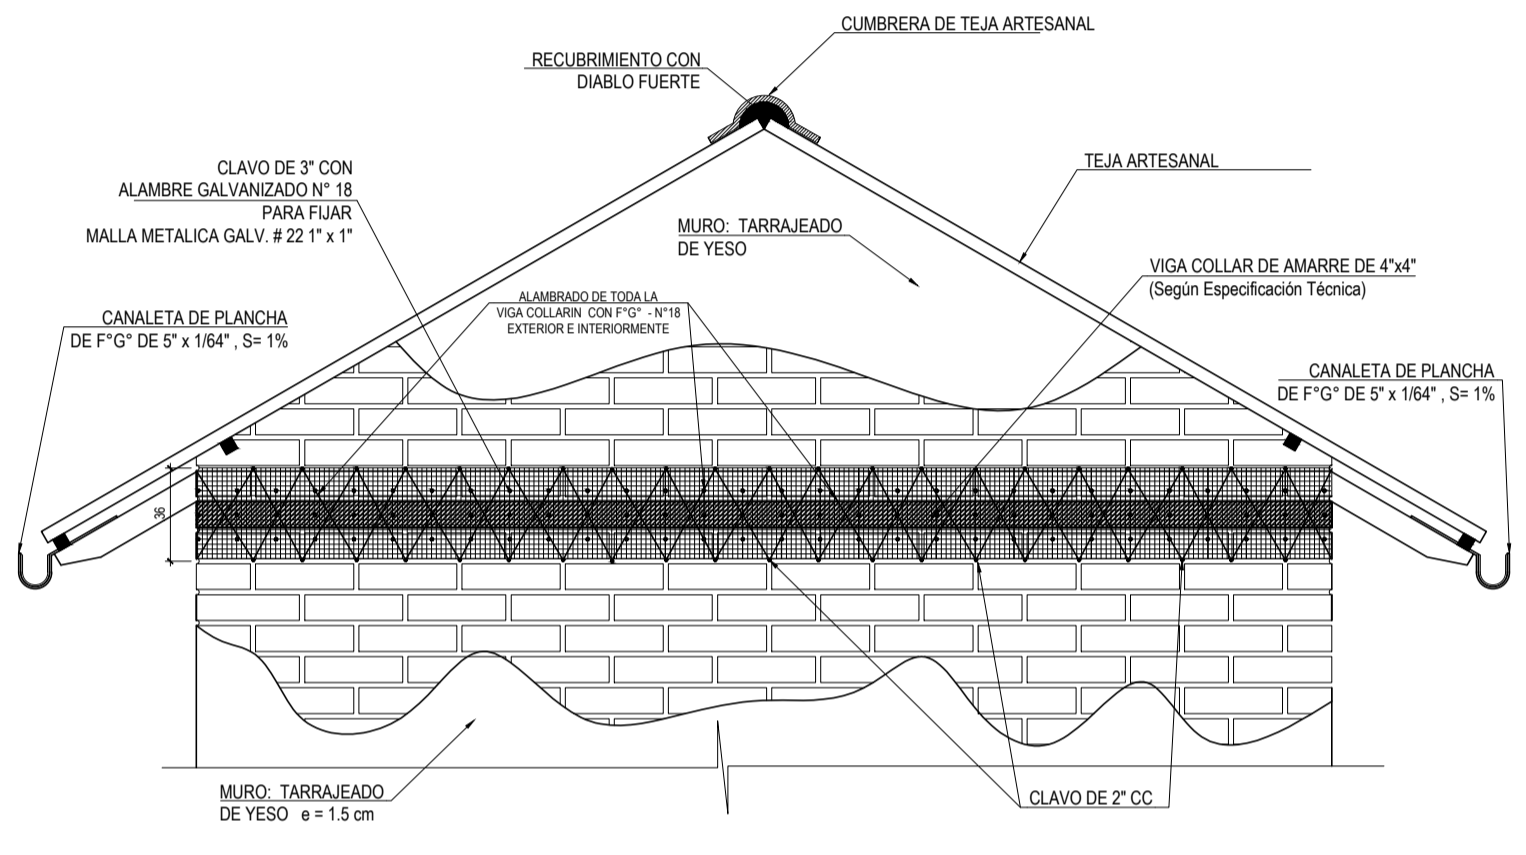 CUMBRERA DE TEJA ARTESANAL
RECUBRIMIENTO CON
DIABLO FUERTE
CLAVO DE 3" CON
ALAMBRE GALVANIZADO N° 18
PARA FIJAR
MALLA METALICA GALV. # 22 1" x 1"
TEJA ARTESANAL
MURO: TARRAJEADO
DE YESO
VIGA COLLAR DE AMARRE DE 4"x4"
(Según Especificación Técnica)
ALAMBRADO DE TODA LA
VIGA COLLARIN CON F°G° - N°18
EXTERIOR E INTERIORMENTE
CANALETA DE PLANCHA
DE F°G° DE 5" x 1/64" , S= 1%
CANALETA DE PLANCHA
DE F°G° DE 5" x 1/64" , S= 1%
36
MURO: TARRAJEADO
DE YESO e = 1.5 cm
CLAVO DE 2" CC